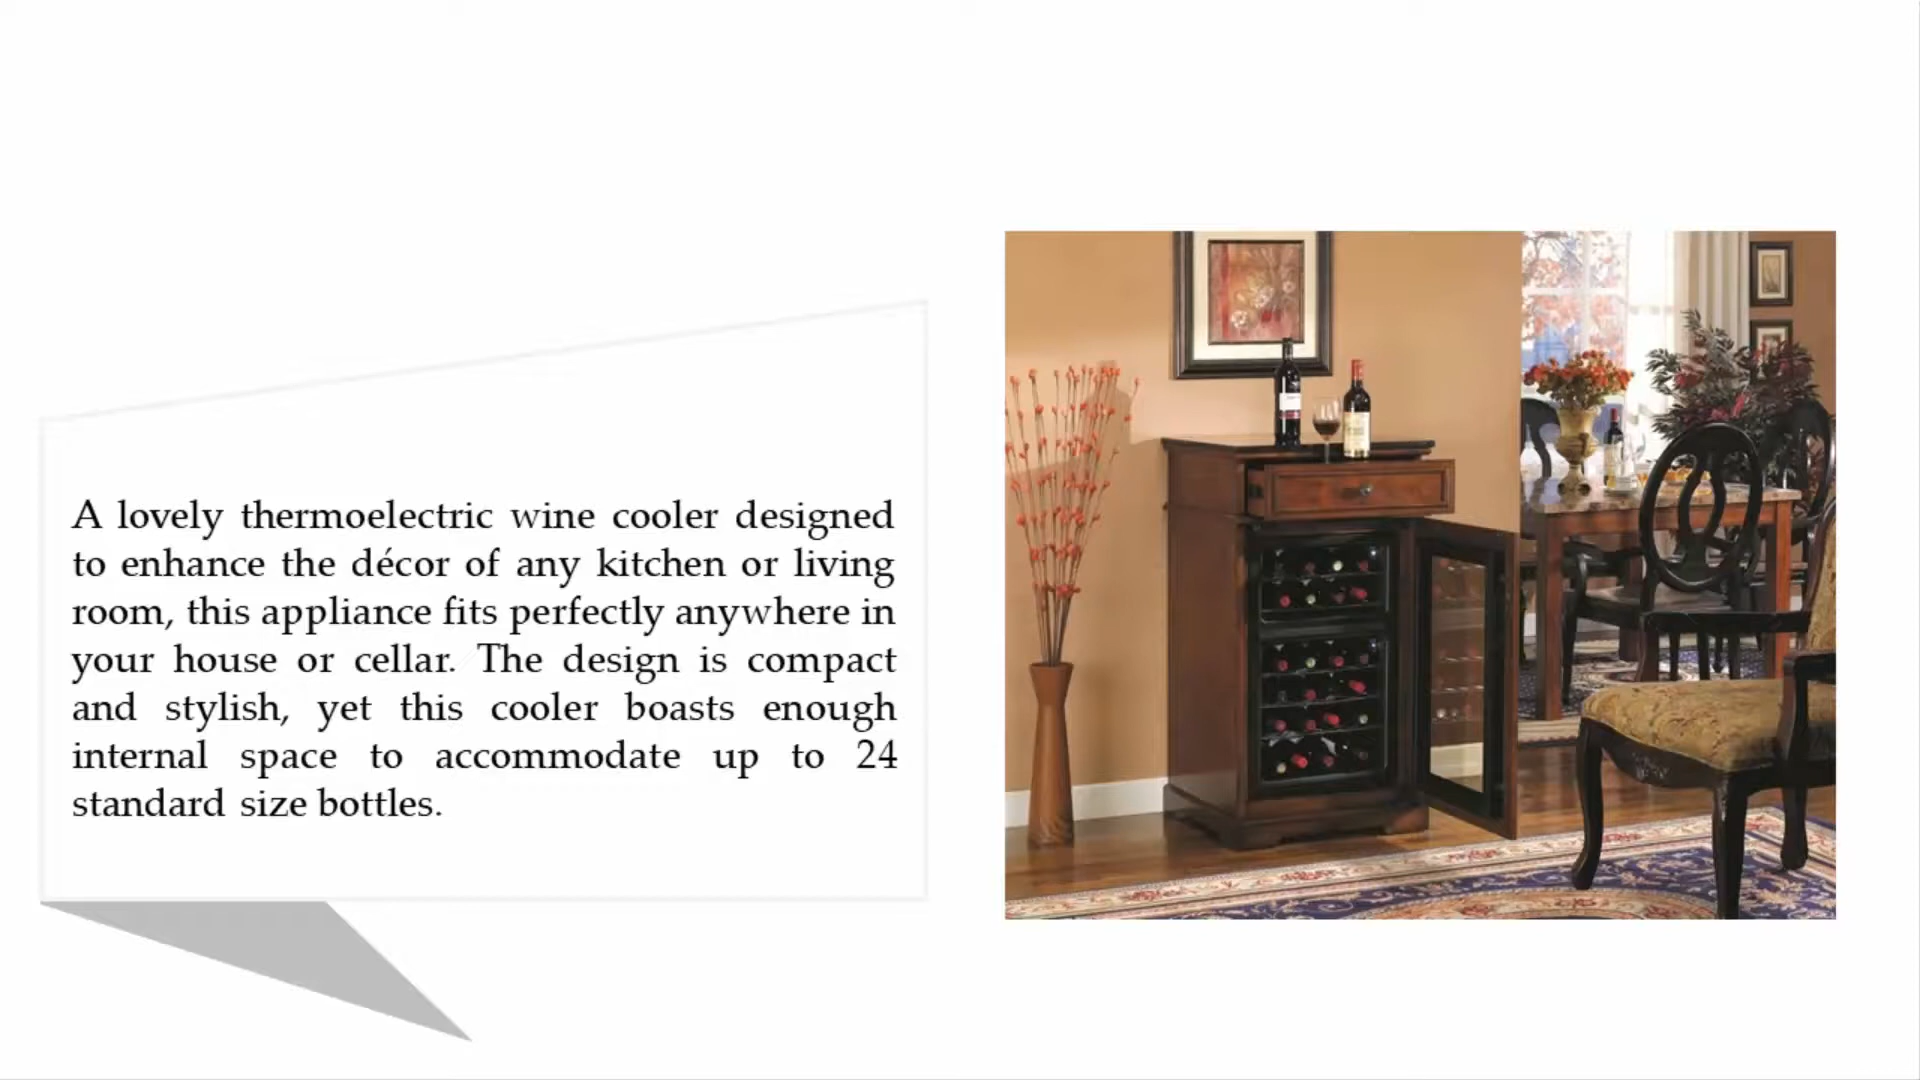 A lovely thermoelectric wine cooler designed
to enhance the décor of any kitchen or living
room, this appliance fits perfectly anywhere in
your house or cellar. The design is compact
and stylish, yet this cooler boasts enough
internal space to accommodate up to 24
standard size bottles.